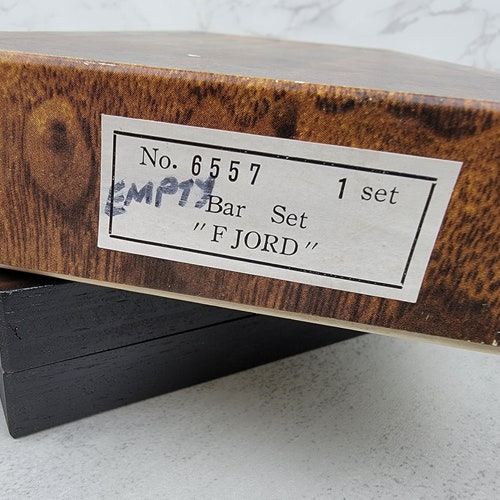 No. 6557 1 set
EMPTY Bar Set
"FJORD"